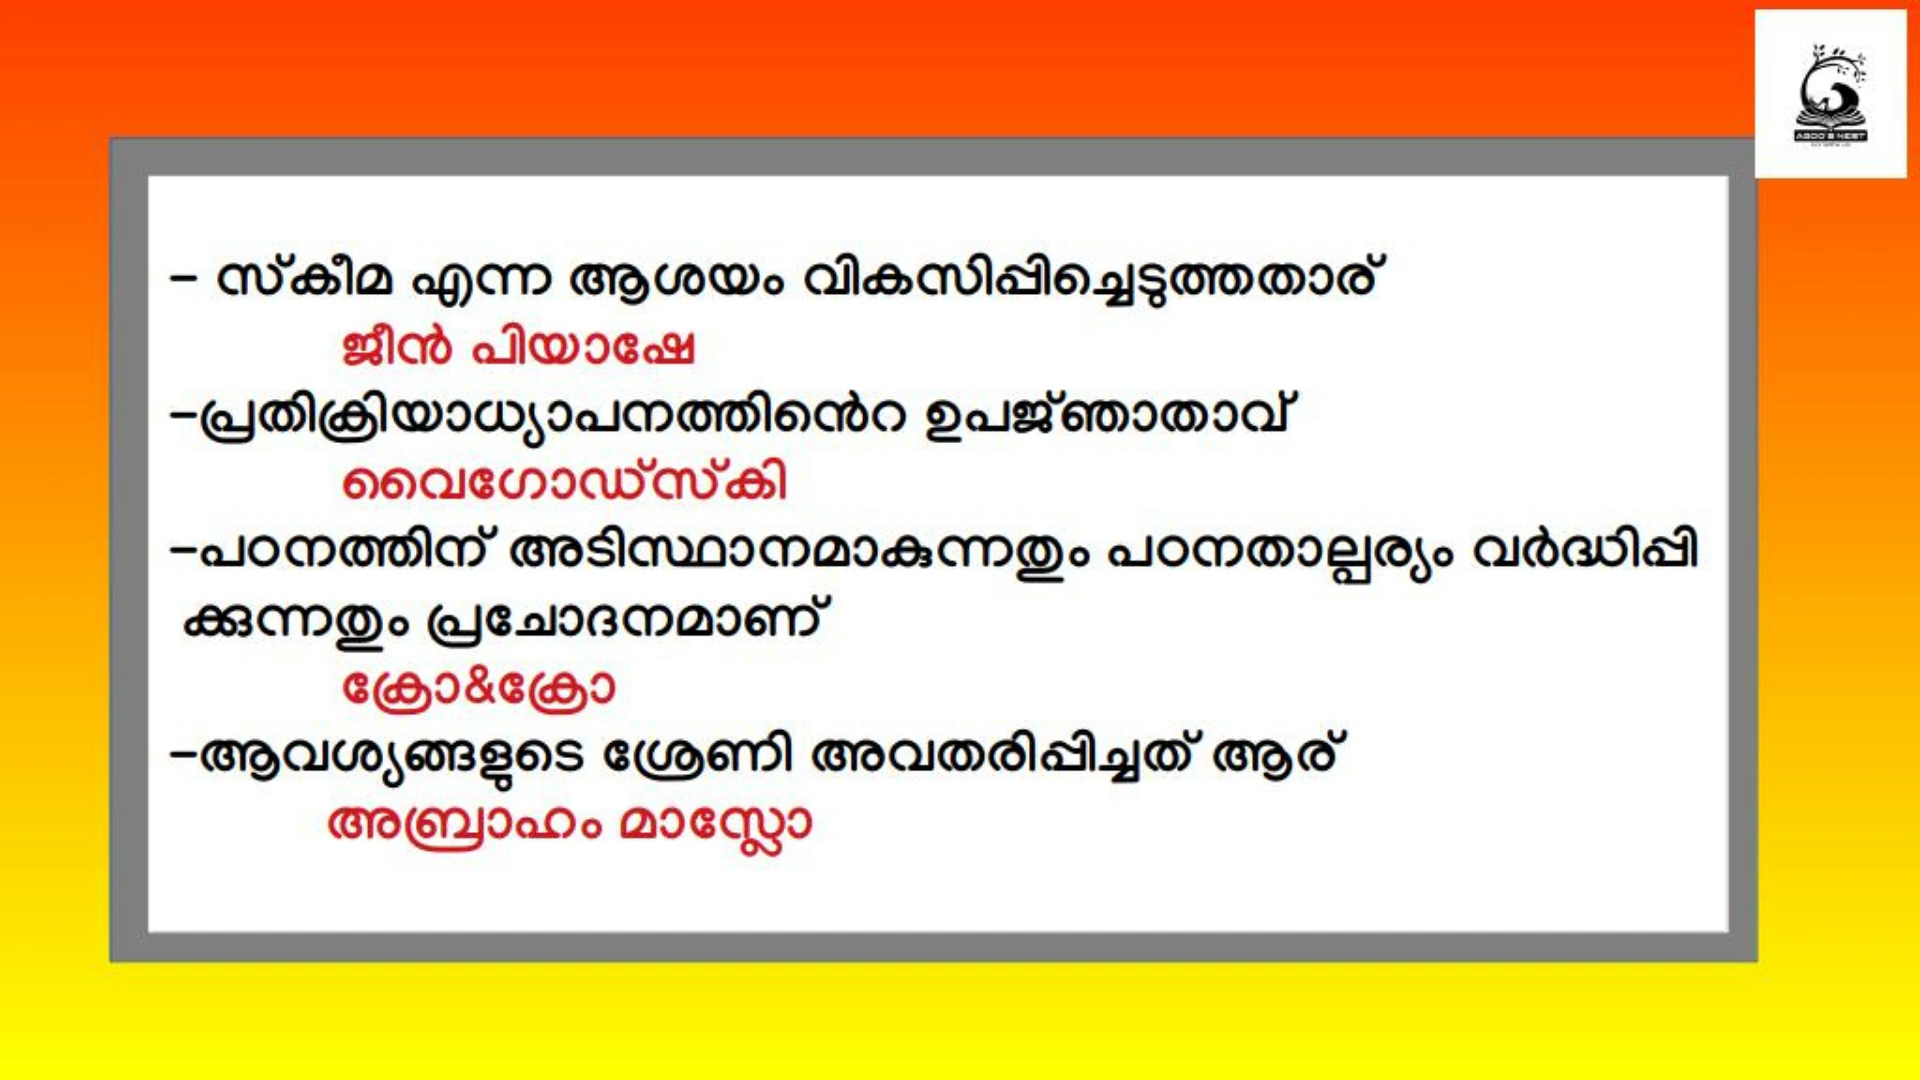 - സ്കീമ എന്ന ആശയം വികസിപ്പിച്ചെടുത്തതാര്
ജീൻ പിയാഷേ
-പ്രതിക്രിയാധ്യാപനത്തിൻെറ ഉപജ്ഞാതാവ്
വൈഗോഡ്സ്കി
-പഠനത്തിന് അടിസ്ഥാനമാകുന്നതും പഠനതാല്പര്യം വർദ്ധിപ്പി
ക്കുന്നതും പ്രചോദനമാണ്
ക്രോ&ക്രോ
-ആവശ്യങ്ങളുടെ ശ്രേണി അവതരിപ്പിച്ചത് ആര്
അബ്രാഹം മാസ്ലോ